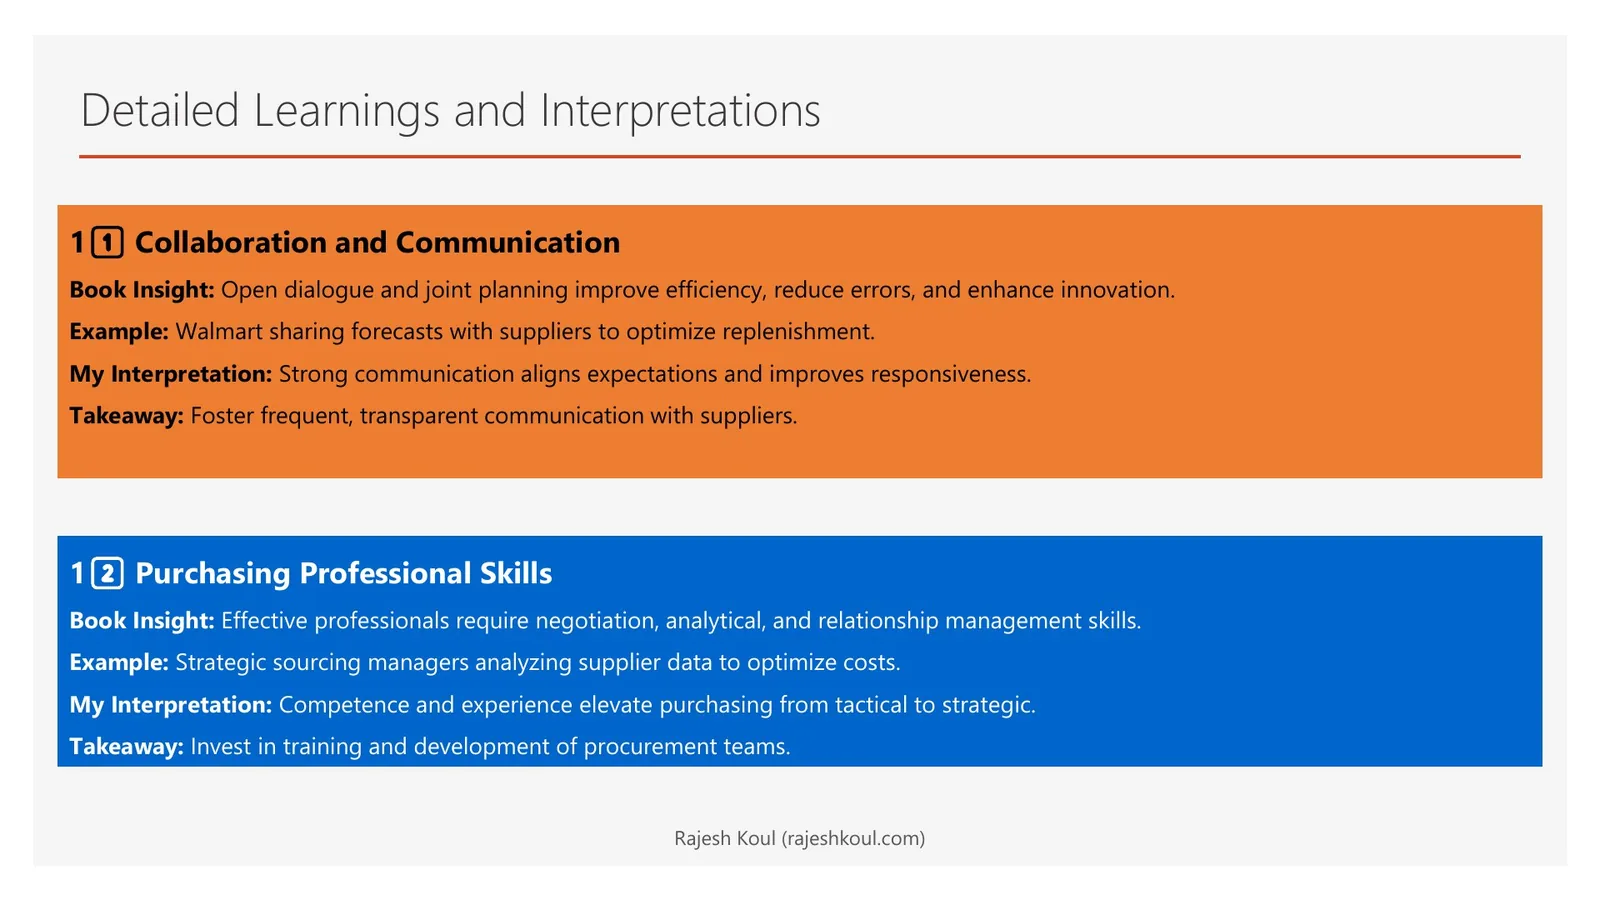 Detailed Learnings and Interpretations
11️⃣ Collaboration and Communication
Book Insight: Open dialogue and joint planning improve efficiency, reduce errors, and enhance innovation.
Example: Walmart sharing forecasts with suppliers to optimize replenishment.
My Interpretation: Strong communication aligns expectations and improves responsiveness.
Takeaway: Foster frequent, transparent communication with suppliers.
12️⃣ Purchasing Professional Skills
Book Insight: Effective professionals require negotiation, analytical, and relationship management skills.
Example: Strategic sourcing managers analyzing supplier data to optimize costs.
My Interpretation: Competence and experience elevate purchasing from tactical to strategic.
Takeaway: Invest in training and development of procurement teams.
Rajesh Koul (rajeshkoul.com)